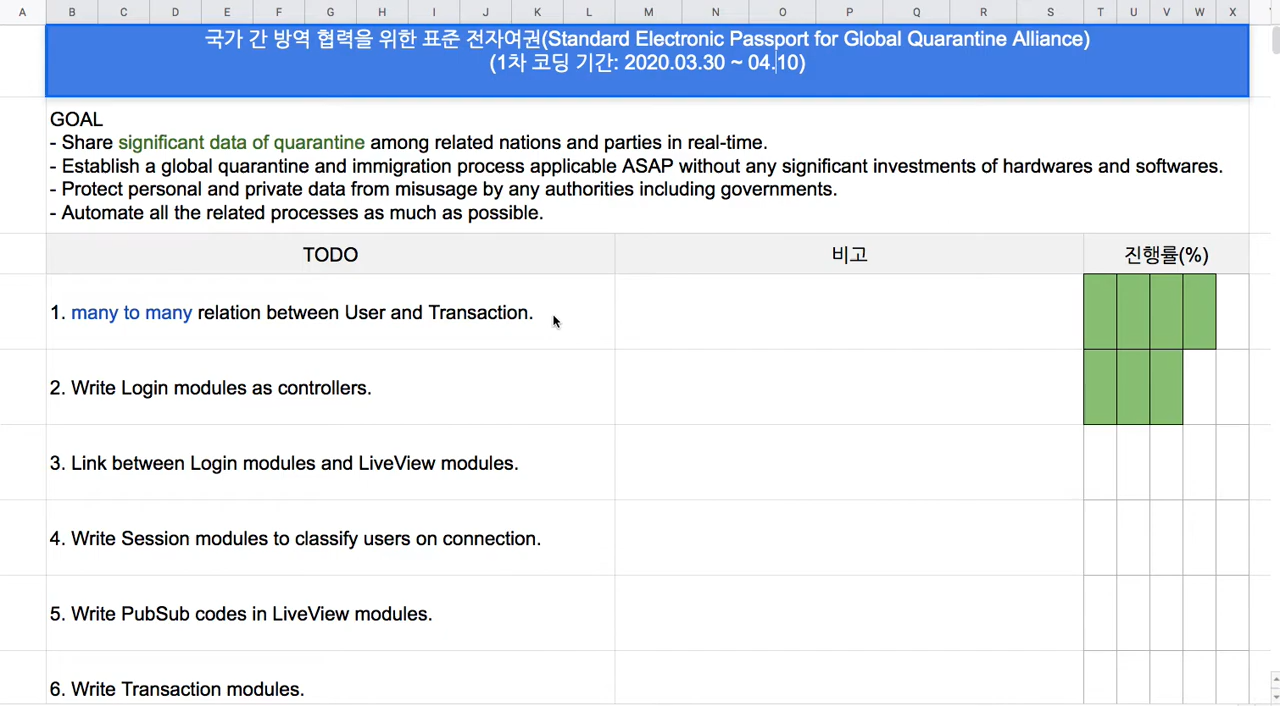 A B C D E F G H I J K L M N O P Q R S T U V W X
국가 간 방역 협력을 위한 표준 전자여권(Standard Electronic Passport for Global Quarantine Alliance)
(1차 코딩 기간: 2020.03.30 ~ 04.10)
GOAL
- Share significant data of quarantine among related nations and parties in real-time.
- Establish a global quarantine and immigration process applicable ASAP without any significant investments of hardwares and softwares.
- Protect personal and private data from misusage by any authorities including governments.
- Automate all the related processes as much as possible.
TODO 비고 진행률(%)
1. many to many relation between User and Transaction.
2. Write Login modules as controllers.
3. Link between Login modules and LiveView modules.
4. Write Session modules to classify users on connection.
5. Write PubSub codes in LiveView modules.
6. Write Transaction modules.